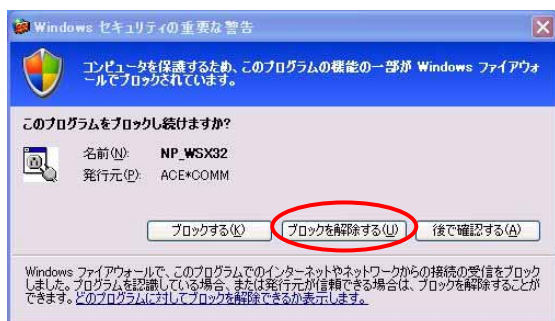 Windows セキュリティの重要な警告
コンピュータを保護するため、このプログラムの機能の一部が Windows ファイアウォ
ールでブロックされています。
このプログラムをブロックし続けますか?
名前(N): NP_WSX32
発行元(P): ACE*COMM
ブロックする(K) ブロックを解除する(U) 後で確認する(A)
Windows ファイアウォールで、このプログラムでのインターネットやネットワークからの接続の受信をブロック
しました。プログラムを認識している場合、または発行元が信頼できる場合は、ブロックを解除することが
できます。どのプログラムに対してブロックを解除できるか表示します。